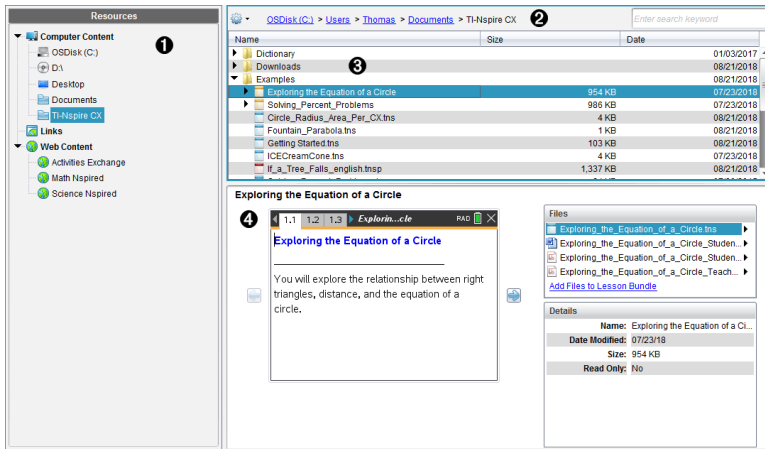 Resources
Computer Content
OSDisk (C:)
D:\
Desktop
Documents
TI-Nspire CX
Links
Web Content
Activities Exchange
Math Nspired
Science Nspired
1
OSDisk (C:) > Users > Thomas > Documents > TI-Nspire CX
2
Enter search keyword
Name Size Date
Dictionary 01/03/2017
Downloads 08/21/2018
3
Examples 08/21/2018
Exploring the Equation of a Circle 954 KB 07/23/2018
Solving_Percent_Problems 986 KB 07/23/2018
Circle_Radius_Area_Per_CX.tns 4 KB 08/21/2018
Fountain_Parabola.tns 1 KB 08/21/2018
Getting Started.tns 103 KB 08/21/2018
ICECreamCone.tns 4 KB 07/23/2018
If_a_Tree_Falls_english.tnsp 1,337 KB 08/21/2018
Exploring the Equation of a Circle
4
1.1 1.2 1.3 Explorin...cle RAD
Exploring the Equation of a Circle
You will explore the relationship between right
triangles, distance, and the equation of a
circle.
Files
Exploring_the_Equation_of_a_Circle.tns
Exploring_the_Equation_of_a_Circle_Studen...
Exploring_the_Equation_of_a_Circle_Studen...
Exploring_the_Equation_of_a_Circle_Teach...
Add Files to Lesson Bundle
Details
Name: Exploring the Equation of a Ci...
Date Modified: 07/23/18
Size: 954 KB
Read Only: No